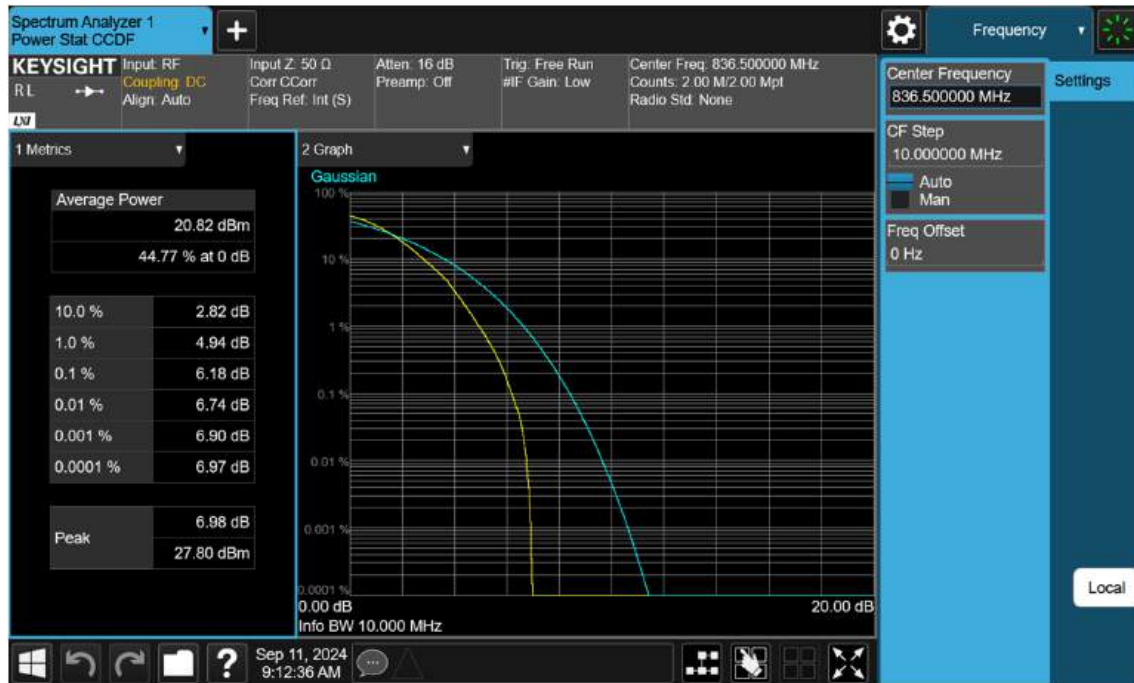 Spectrum Analyzer 1
Power Stat CCDF
Frequency
KEYSIGHT
RL
LXI
Input: RF
Coupling: DC
Align: Auto
Input Z: 50 Ω
Corr CCorr
Freq Ref: Int (S)
Atten: 16 dB
Preamp: Off
Trig: Free Run
#IF Gain: Low
Center Freq: 836.500000 MHz
Counts: 2.00 M/2.00 Mpt
Radio Std: None
Center Frequency
836.500000 MHz
Settings
CF Step
10.000000 MHz
Auto
Man
Freq Offset
0 Hz
Local
1 Metrics
Average Power
20.82 dBm
44.77 % at 0 dB
10.0 % 2.82 dB
1.0 % 4.94 dB
0.1 % 6.18 dB
0.01 % 6.74 dB
0.001 % 6.90 dB
0.0001 % 6.97 dB
Peak
6.98 dB
27.80 dBm
2 Graph
Gaussian
100 %
10 %
1 %
0.1 %
0.01 %
0.001 %
0.0001 %
0.00 dB 20.00 dB
Info BW 10.000 MHz
?
Sep 11, 2024
9:12:36 AM